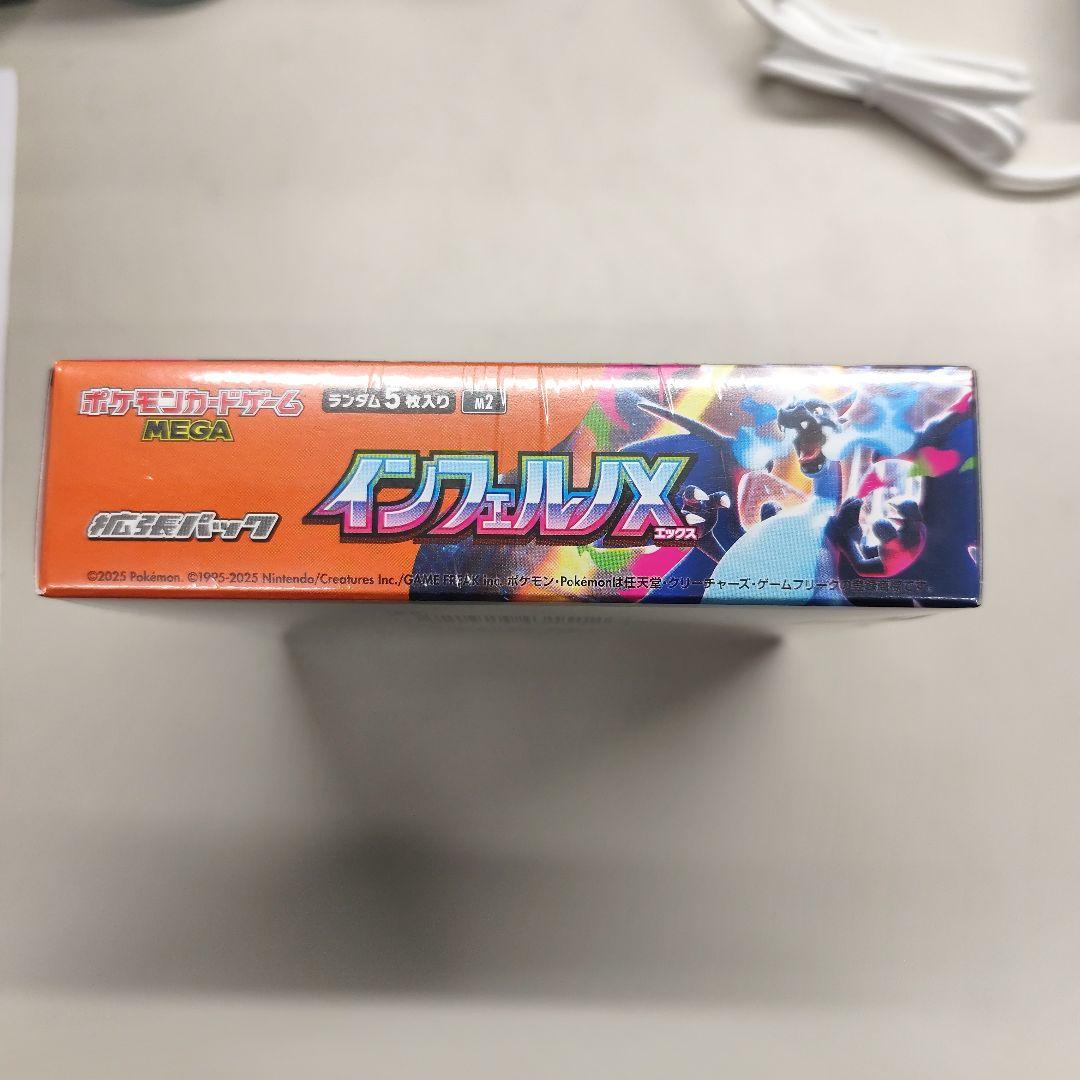 ポケモンカードゲーム
MEGA
ランダム5枚入り M2
インフェルノX
エックス
拡張パック
©2025 Pokémon. ©1995-2025 Nintendo/Creatures Inc./GAME FREAK inc. ポケモン・Pokémonは任天堂・クリーチャーズ・ゲームフリークの登録商標です。